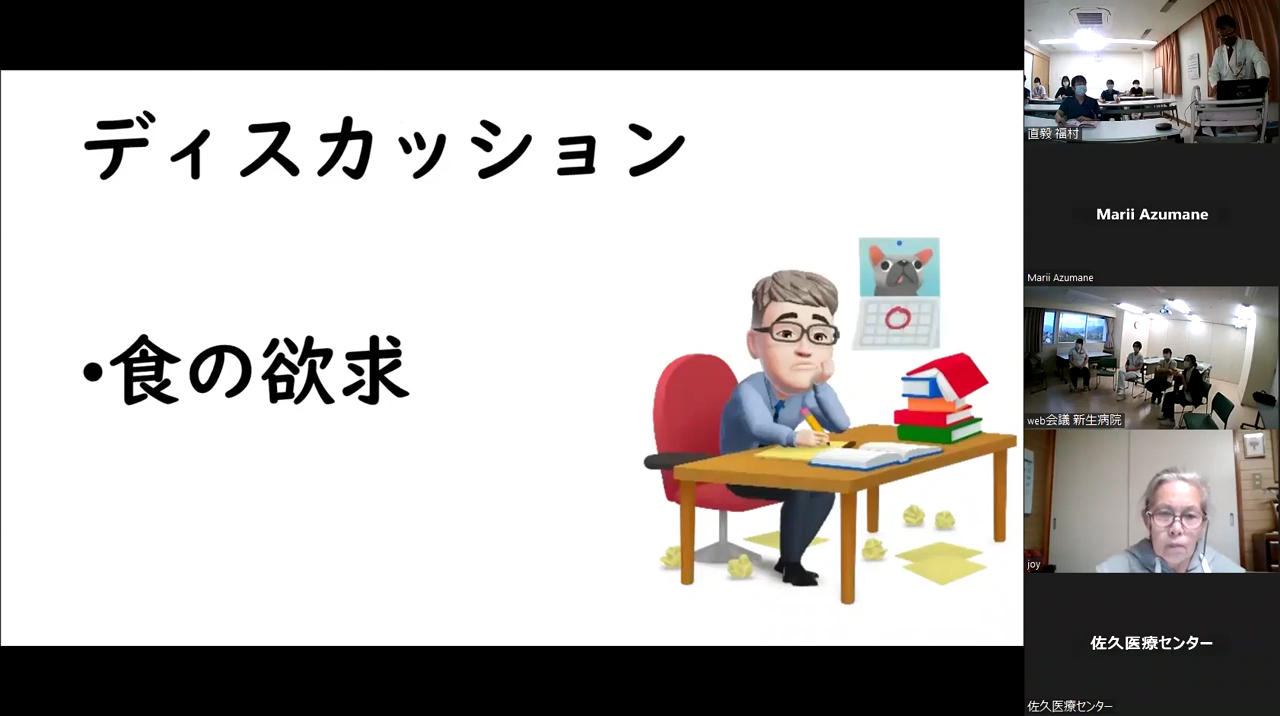 ディスカッション
•食の欲求
直毅 福村
Marii Azumane
Marii Azumane
web会議 新生病院
joy
佐久医療センター
佐久医療センター